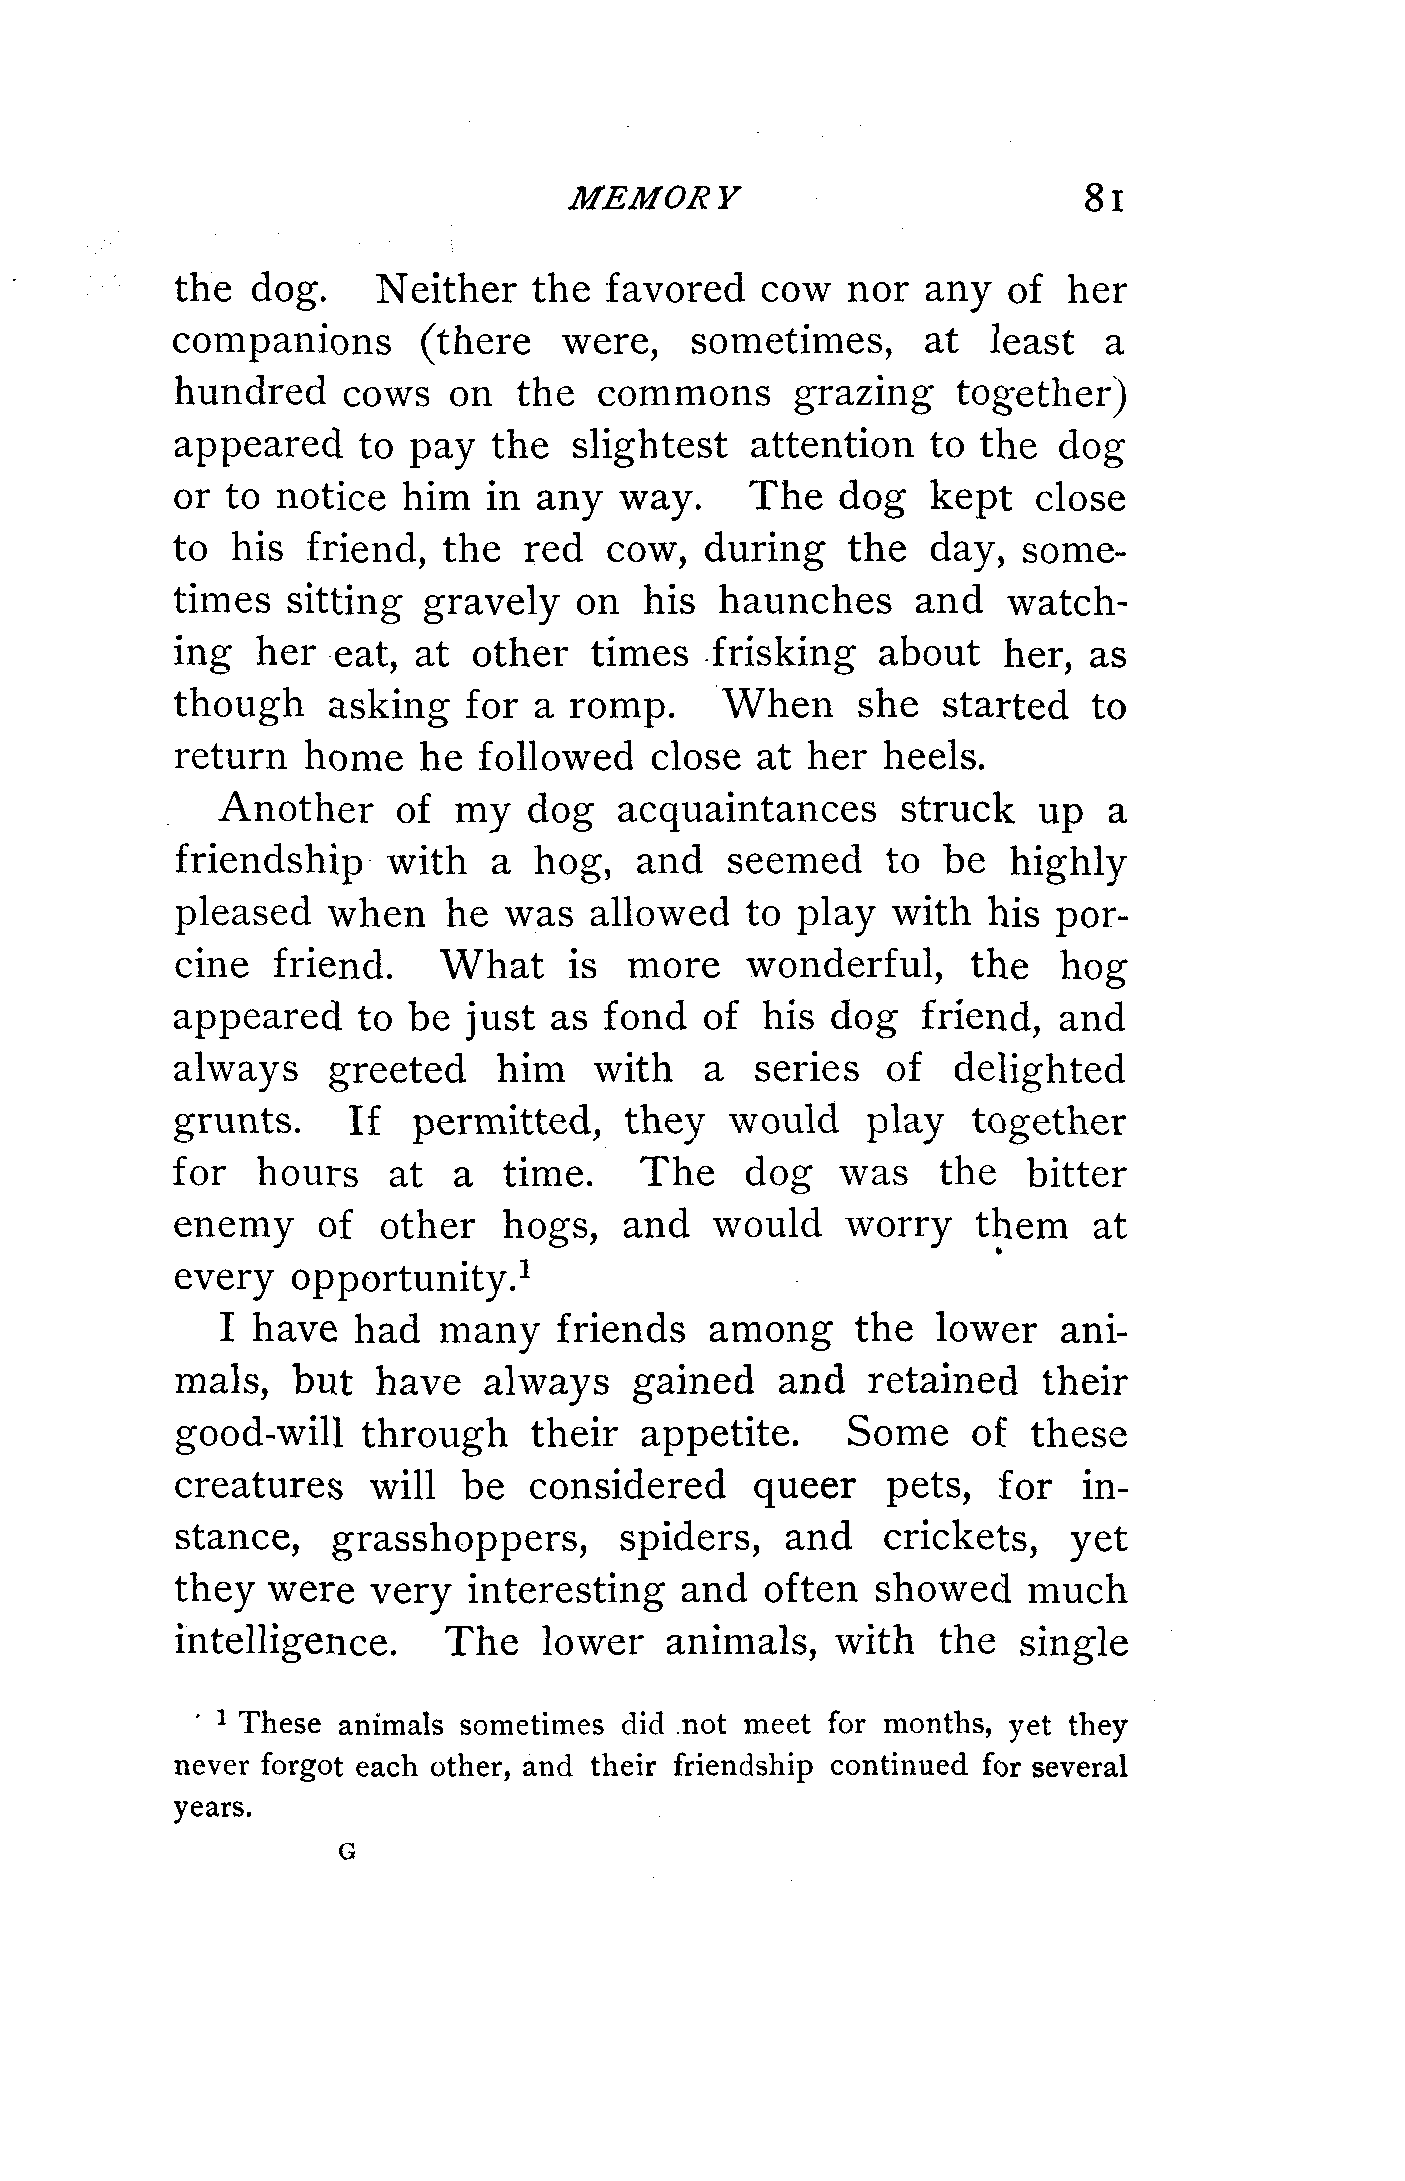 MEMORY 81
the dog. Neither the favored cow nor any of her
companions (there were, sometimes, at least a
hundred cows on the commons grazing together)
appeared to pay the slightest attention to the dog
or to notice him in any way. The dog kept close
to his friend, the red cow, during the day, some-
times sitting gravely on his haunches and watch-
ing her eat, at other times frisking about her, as
though asking for a romp. When she started to
return home he followed close at her heels.
Another of my dog acquaintances struck up a
friendship with a hog, and seemed to be highly
pleased when he was allowed to play with his por-
cine friend. What is more wonderful, the hog
appeared to be just as fond of his dog friend, and
always greeted him with a series of delighted
grunts. If permitted, they would play together
for hours at a time. The dog was the bitter
enemy of other hogs, and would worry them at
every opportunity.¹
I have had many friends among the lower ani-
mals, but have always gained and retained their
good-will through their appetite. Some of these
creatures will be considered queer pets, for in-
stance, grasshoppers, spiders, and crickets, yet
they were very interesting and often showed much
intelligence. The lower animals, with the single
¹ These animals sometimes did not meet for months, yet they
never forgot each other, and their friendship continued for several
years.
G